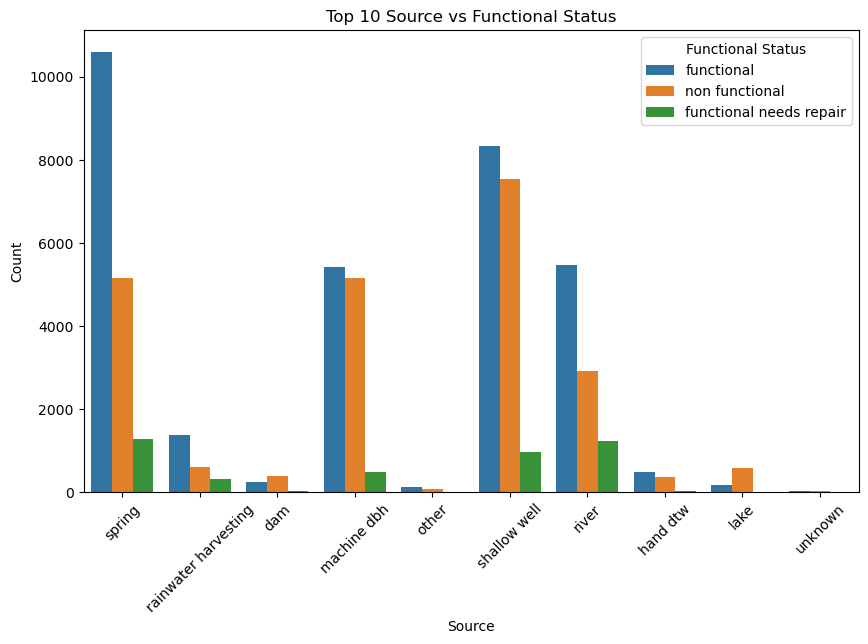 Top 10 Source vs Functional Status
Functional Status
functional
non functional
functional needs repair
10000
8000
6000
4000
2000
0
Count
spring
rainwater harvesting
dam
machine dbh
other
shallow well
river
hand dtw
lake
unknown
Source